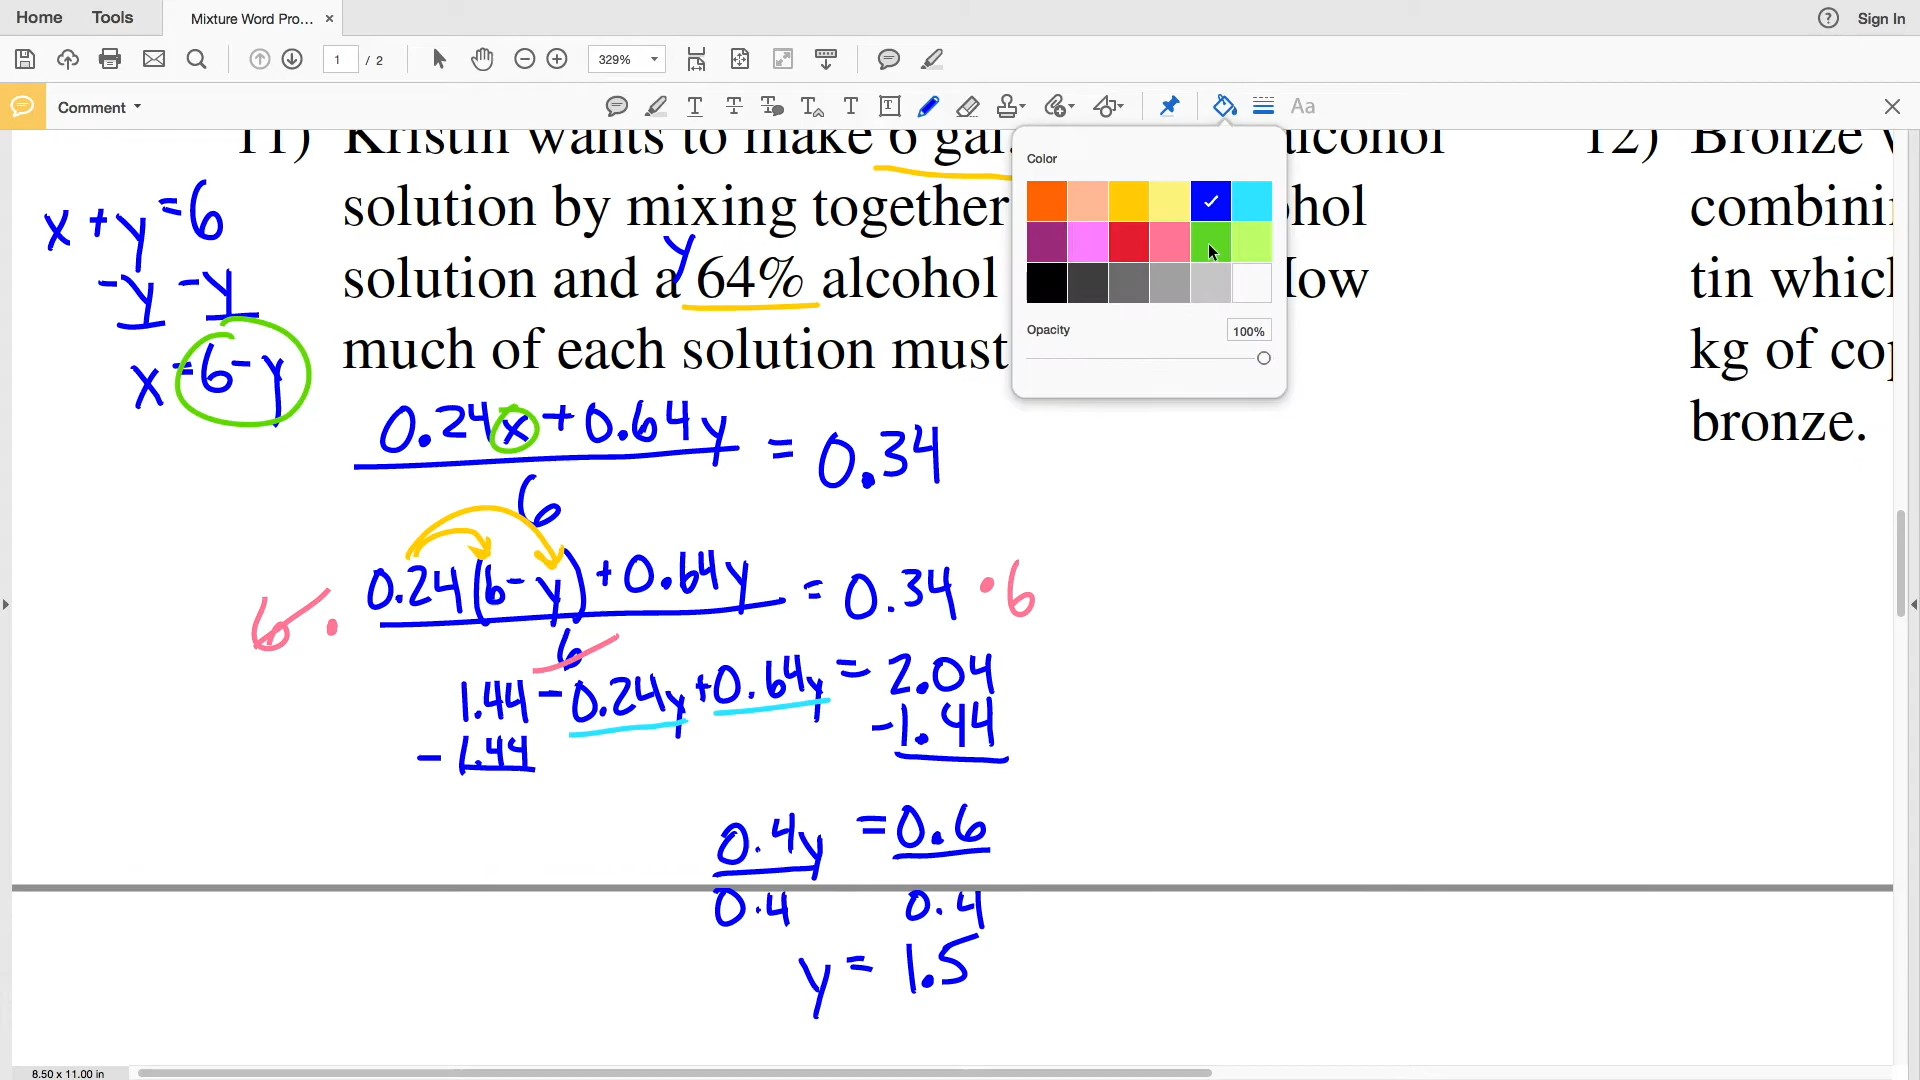 Home Tools Mixture Word Pro... × Sign In
1 / 2 329%
Comment Aa
11) Kristin wants to make 6 gal. alcohol
solution by mixing together
solution and a 64% alcohol
much of each solution must
Color
Opacity
100%
12) Bronze
combini
tin which
kg of co
bronze.
x + y = 6
- y - y
x = 6 - y
y
0.24x + 0.64y = 0.34
6
6 • 0.24(6 - y) + 0.64y = 0.34 • 6
6
1.44 - 0.24y + 0.64y = 2.04
- 1.44 - 1.44
0.4y = 0.6
0.4 0.4
y = 1.5
8.50 x 11.00 in